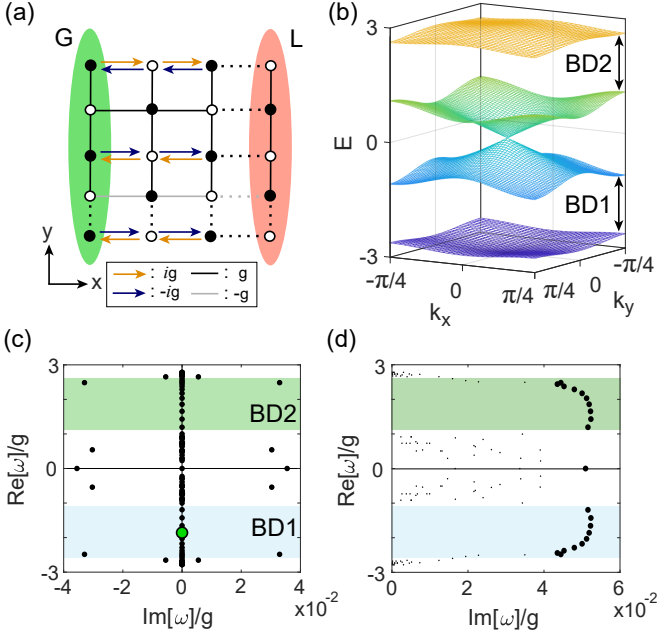 (a)
G
L
y
x
: ig
: g
: -ig
: -g
(b)
3
E
0
-3
BD2
BD1
-π/4
0
π/4
k_x
π/4
0
-π/4
k_y
(c)
3
Re[ω]/g
0
-3
BD2
BD1
-4
-2
0
2
4
x10⁻²
Im[ω]/g
(d)
3
Re[ω]/g
0
-3
0
2
4
6
x10⁻²
Im[ω]/g